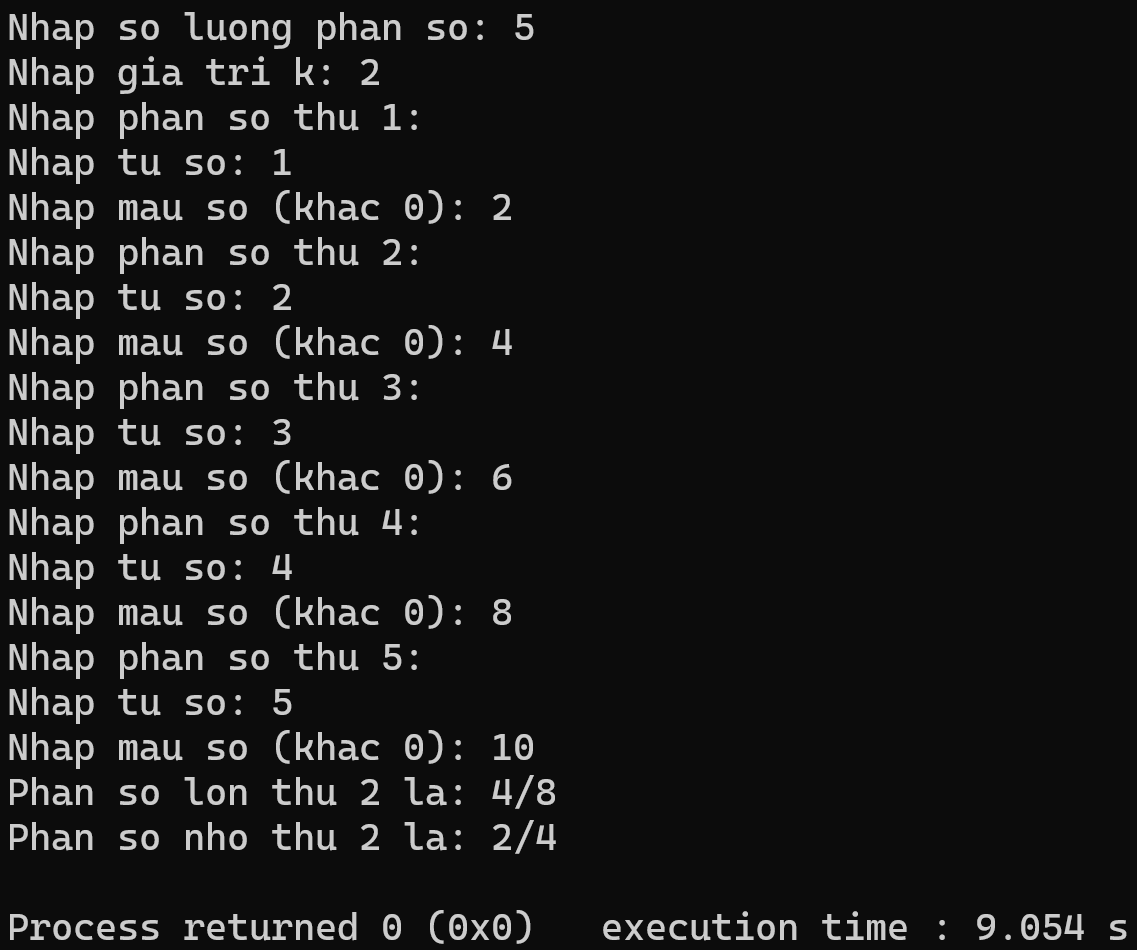 Nhap so luong phan so: 5
Nhap gia tri k: 2
Nhap phan so thu 1:
Nhap tu so: 1
Nhap mau so (khac 0): 2
Nhap phan so thu 2:
Nhap tu so: 2
Nhap mau so (khac 0): 4
Nhap phan so thu 3:
Nhap tu so: 3
Nhap mau so (khac 0): 6
Nhap phan so thu 4:
Nhap tu so: 4
Nhap mau so (khac 0): 8
Nhap phan so thu 5:
Nhap tu so: 5
Nhap mau so (khac 0): 10
Phan so lon thu 2 la: 4/8
Phan so nho thu 2 la: 2/4
Process returned 0 (0x0)   execution time : 9.054 s